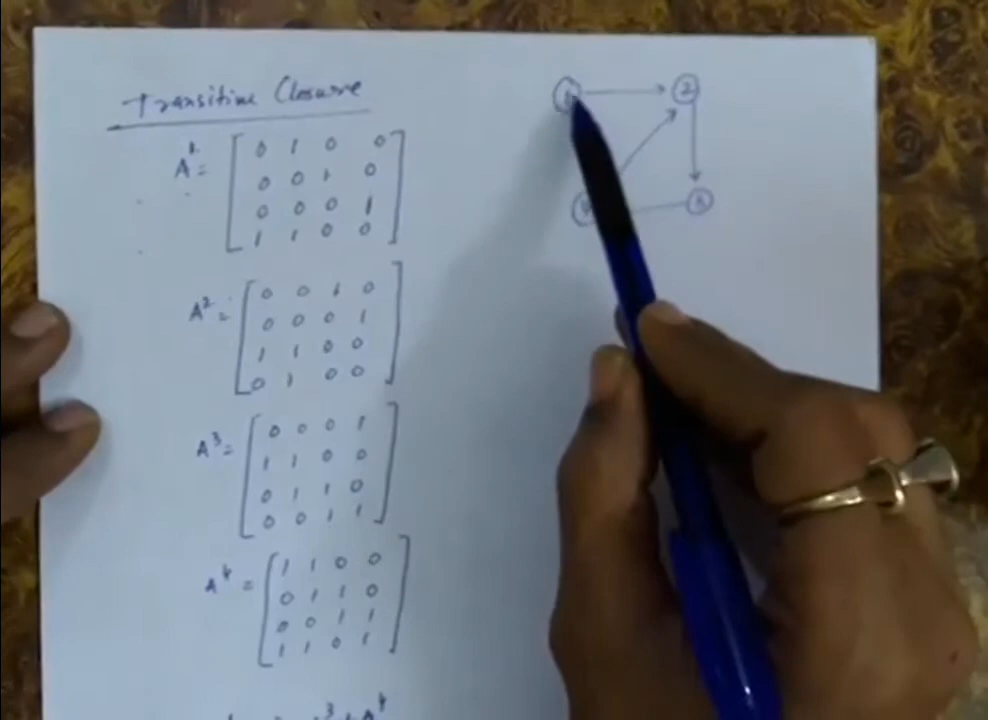 Transitive Closure
A¹ =
0 1 0 0
0 0 1 0
0 0 0 1
1 1 0 0
A² =
0 0 1 0
0 0 0 1
1 1 0 0
0 1 0 0
A³ =
0 0 0 1
1 1 0 0
0 1 1 0
0 0 1 1
A⁴ =
1 1 0 0
0 1 1 0
0 0 1 1
1 1 0 1
2
3